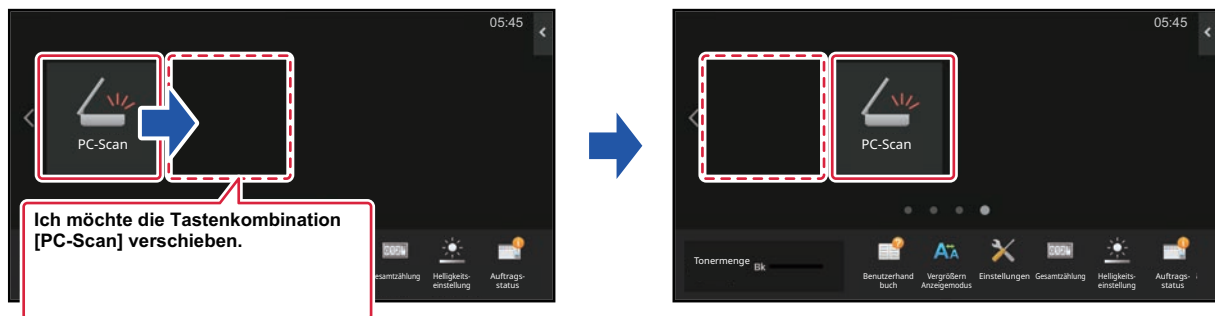 05:45
PC-Scan
Ich möchte die Tastenkombination
[PC-Scan] verschieben.
esamtzählung
Helligkeits-
einstellung
Auftrags-
status
05:45
PC-Scan
Tonermenge
Bk
Benutzerhand
buch
Vergrößern
Anzeigemodus
Einstellungen
Gesamtzählung
Helligkeits-
einstellung
Auftrags-
status